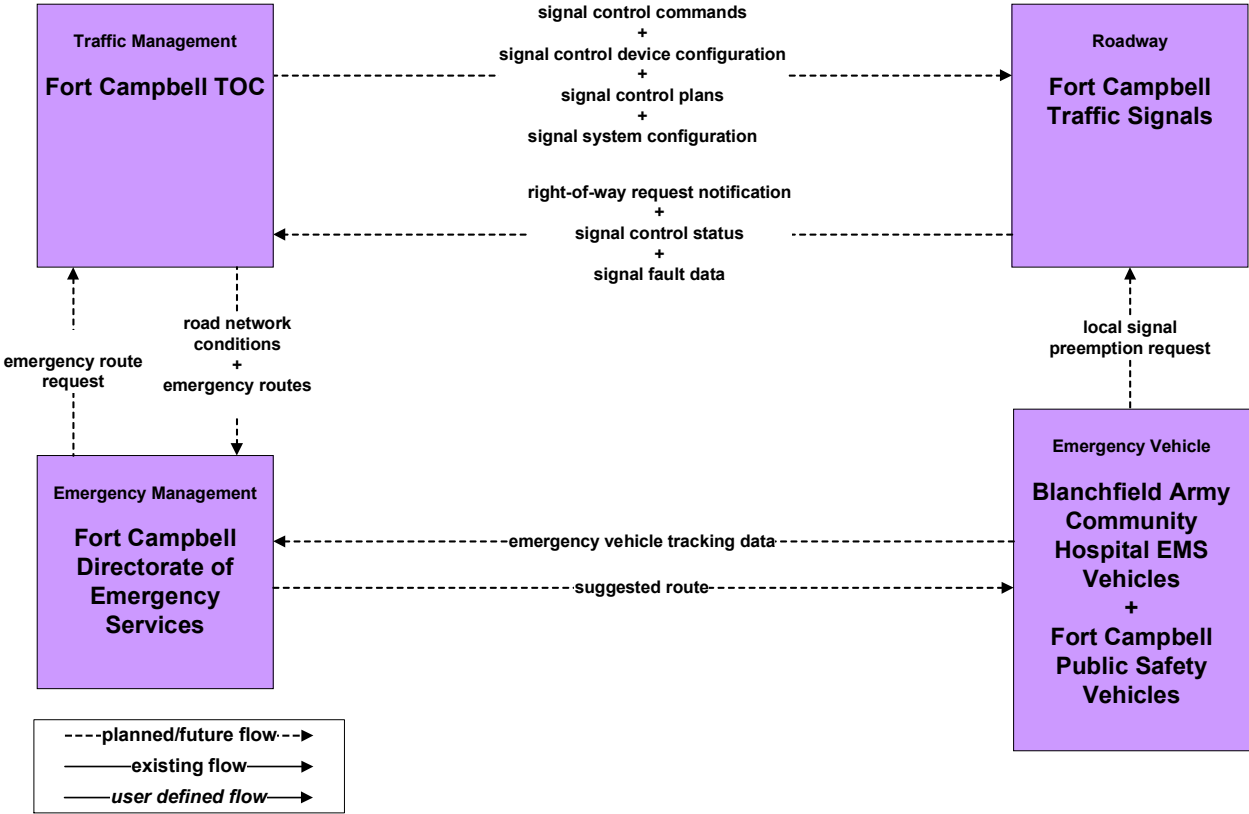 Traffic Management
Fort Campbell TOC
signal control commands
+
signal control device configuration
+
signal control plans
+
signal system configuration
Roadway
Fort Campbell
Traffic Signals
right-of-way request notification
+
signal control status
+
signal fault data
emergency route
request
road network
conditions
+
emergency routes
local signal
preemption request
Emergency Management
Fort Campbell
Directorate of
Emergency
Services
emergency vehicle tracking data
suggested route
Emergency Vehicle
Blanchfield Army
Community
Hospital EMS
Vehicles
+
Fort Campbell
Public Safety
Vehicles
planned/future flow
existing flow
user defined flow